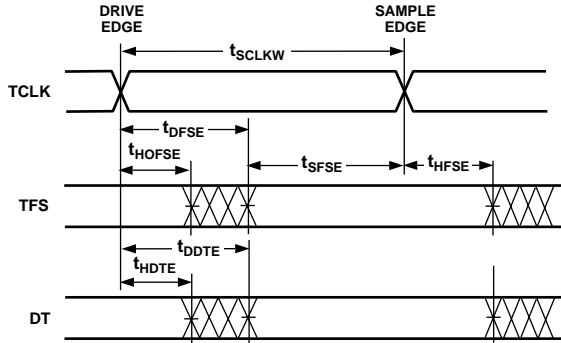 DRIVE
EDGE
SAMPLE
EDGE
tSCLKW
TCLK
tDFSE
tHOFSE
tSFSE
tHFSE
TFS
tDDTE
tHDTE
DT